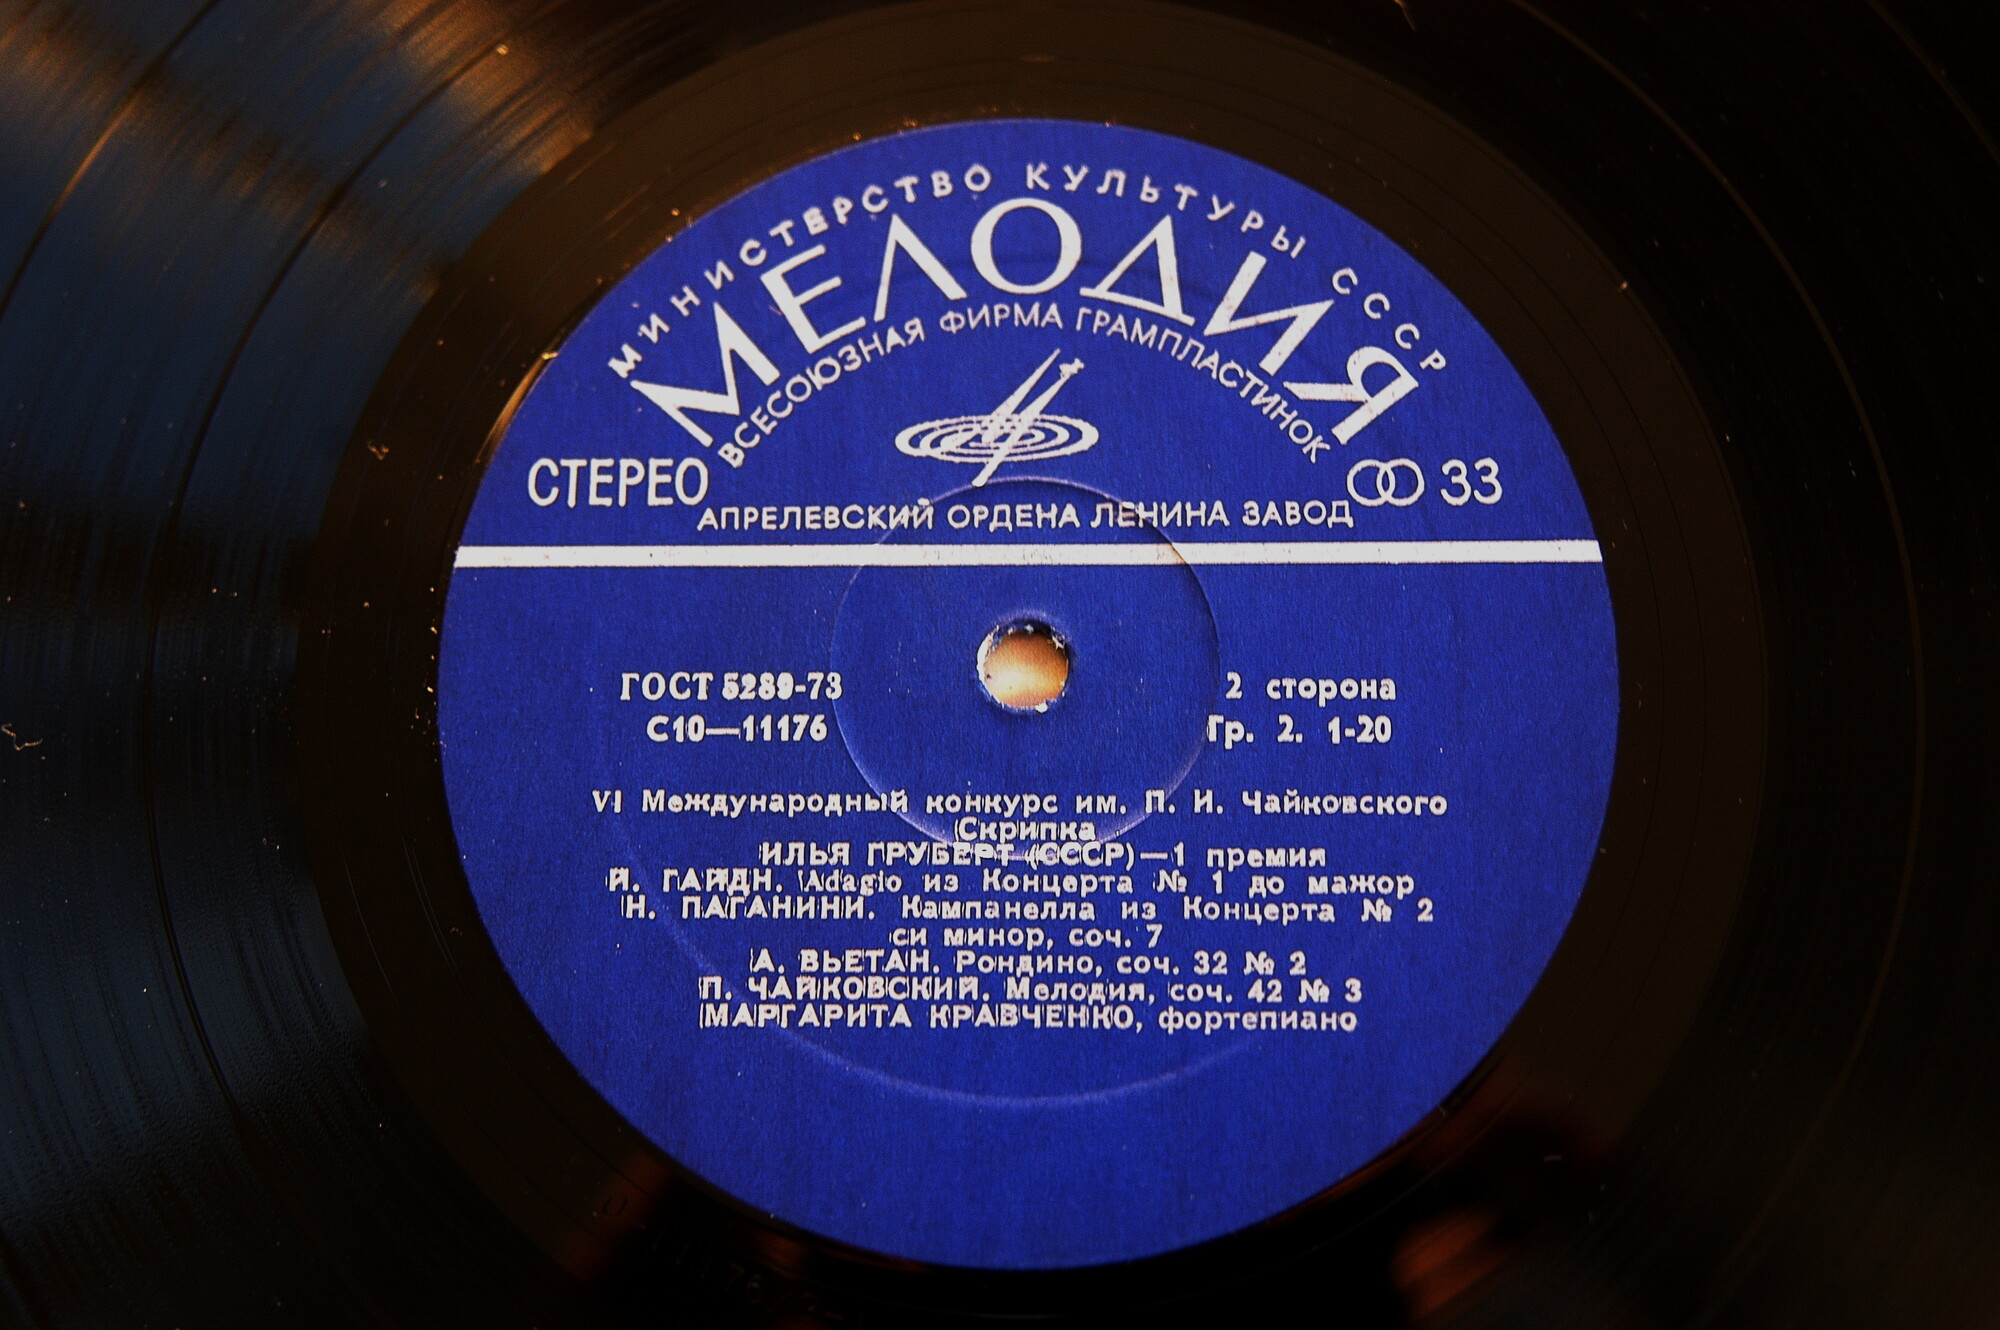 МИНИСТЕРСТВО КУЛЬТУРЫ СССР
МЕЛОДИЯ
ВСЕСОЮЗНАЯ ФИРМА ГРАМПЛАСТИНОК
СТЕРЕО
33
АПРЕЛЕВСКИЙ ОРДЕНА ЛЕНИНА ЗАВОД
ГОСТ 5289-73
2 сторона
С10—11176
Гр. 2. 1-20
VI Международный конкурс им. П. И. Чайковского
Скрипка
ИЛЬЯ ГРУБЕРТ (СССР)—1 премия
Й. ГАЙДН. Adagio из Концерта № 1 до мажор
Н. ПАГАНИНИ. Кампанелла из Концерта № 2
си минор, соч. 7
А. ВЬЕТАН. Рондино, соч. 32 № 2
П. ЧАЙКОВСКИЙ. Мелодия, соч. 42 № 3
МАРГАРИТА КРАВЧЕНКО, фортепиано